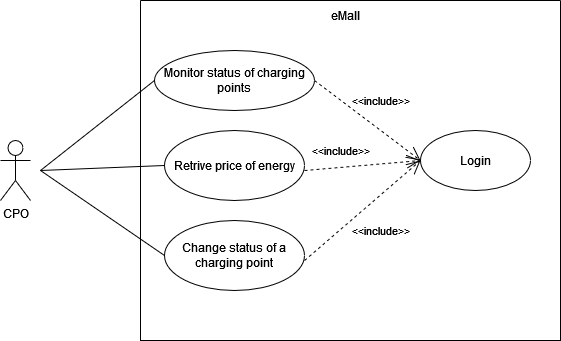 eMall
Monitor status of charging
points
<<include>>
Retrive price of energy
<<include>>
Login
CPO
Change status of a
charging point
<<include>>